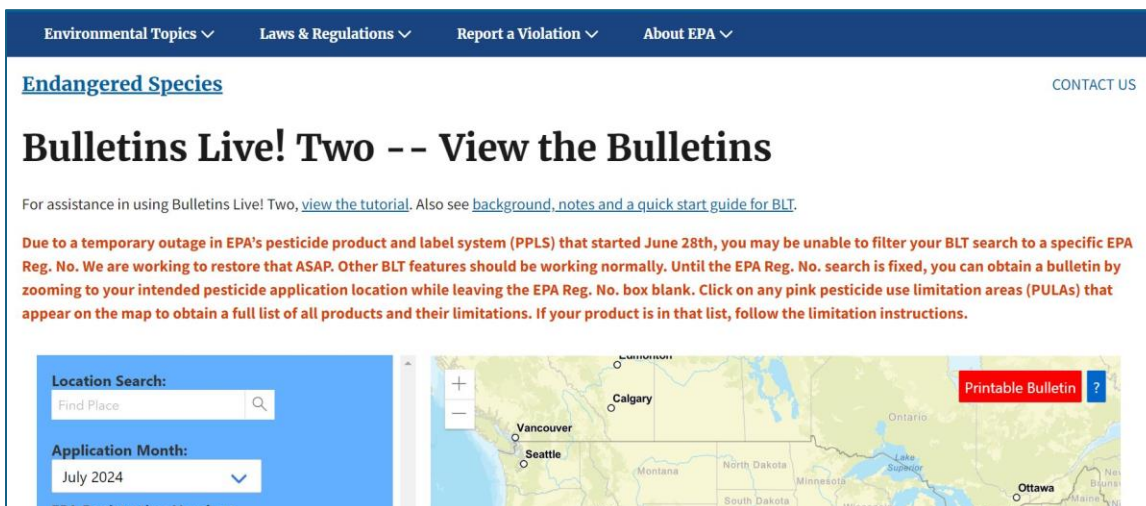 Environmental Topics Laws & Regulations Report a Violation About EPA
Endangered Species CONTACT US
Bulletins Live! Two -- View the Bulletins
For assistance in using Bulletins Live! Two, view the tutorial. Also see background, notes and a quick start guide for BLT.
Due to a temporary outage in EPA's pesticide product and label system (PPLS) that started June 28th, you may be unable to filter your BLT search to a specific EPA
Reg. No. We are working to restore that ASAP. Other BLT features should be working normally. Until the EPA Reg. No. search is fixed, you can obtain a bulletin by
zooming to your intended pesticide application location while leaving the EPA Reg. No. box blank. Click on any pink pesticide use limitation areas (PULAs) that
appear on the map to obtain a full list of all products and their limitations. If your product is in that list, follow the limitation instructions.
Location Search:
Find Place
Application Month:
July 2024
+
−
Printable Bulletin ?
Edmonton
Calgary
Ontario
Vancouver
Seattle
Montana
North Dakota
Minnesota
Lake
Superior
Ottawa
Maine
South Dakota